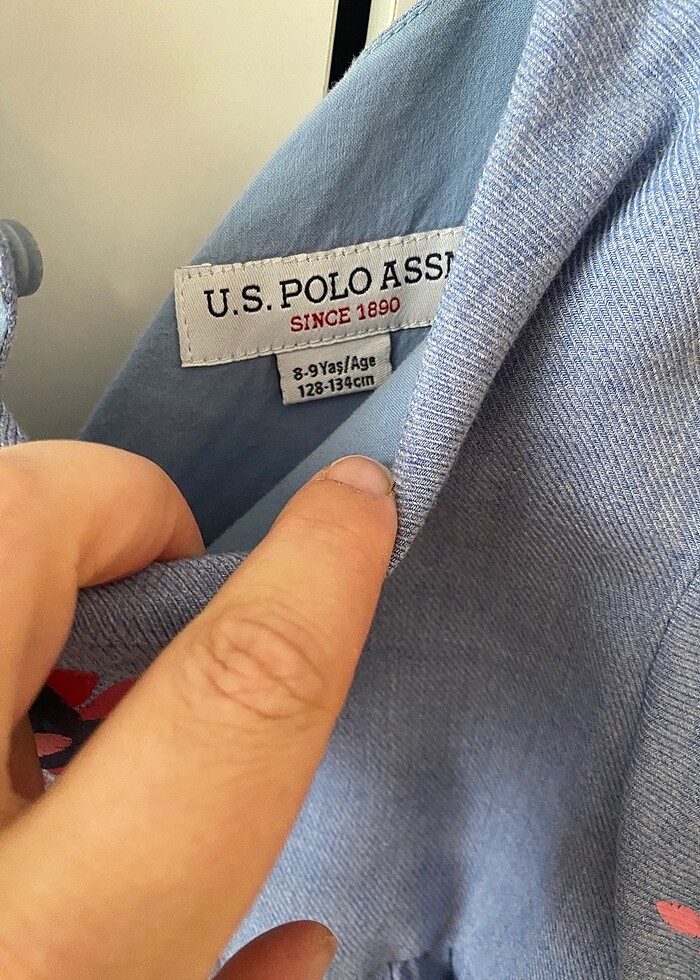 U.S. POLO ASSN
SINCE 1890
8-9 Yaş/Age
128-134cm